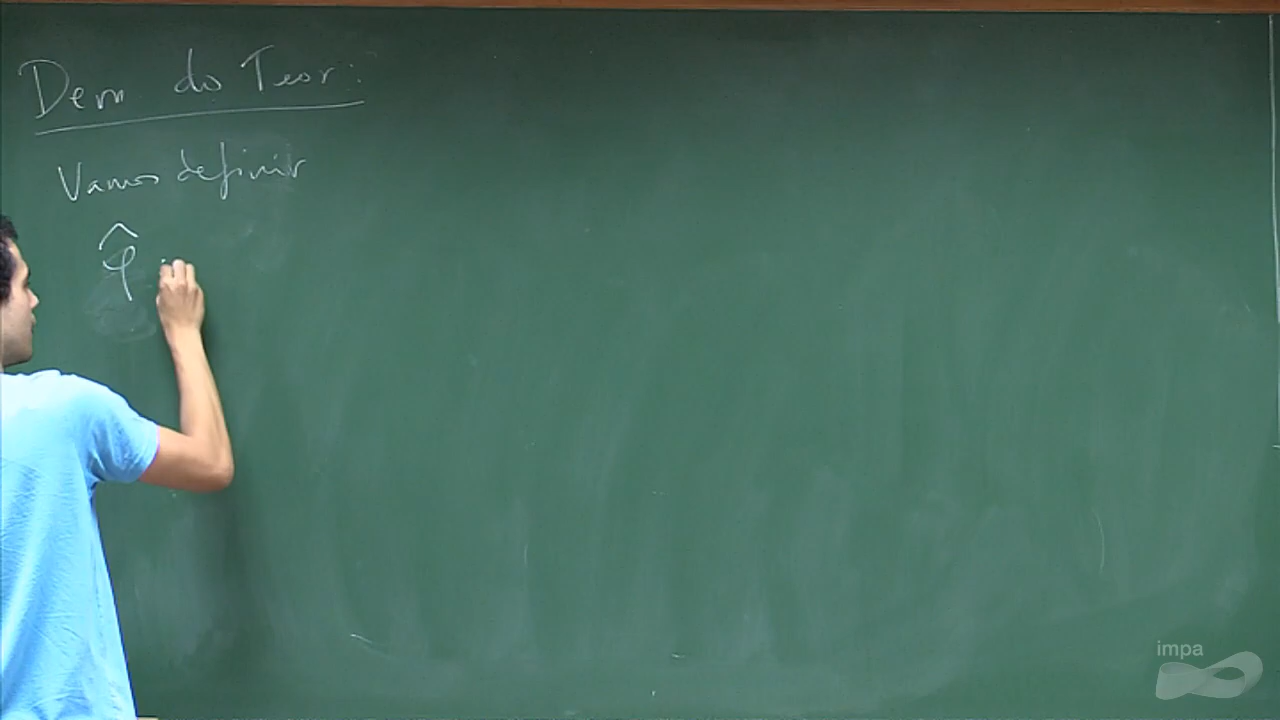 Dem do Teor:
Vamos definir
φ̂ :
impa